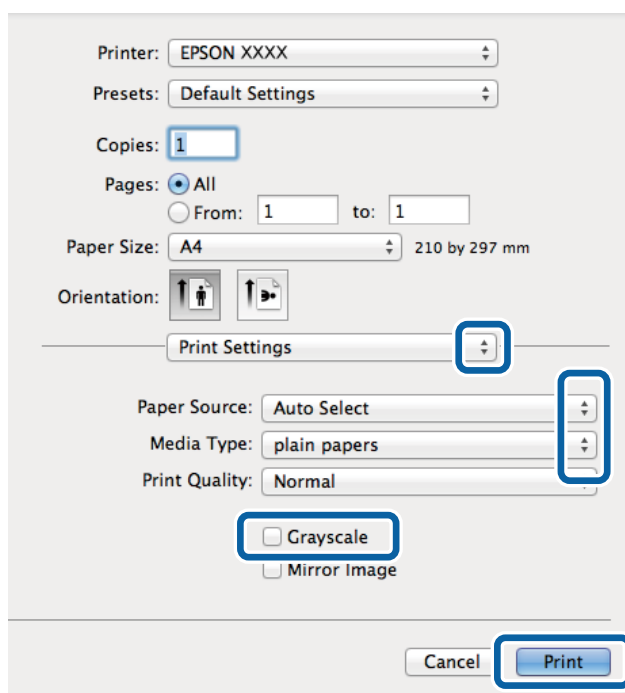 Printer: EPSON XXXX
Presets: Default Settings
Copies: 1
Pages: All
From: 1 to: 1
Paper Size: A4 210 by 297 mm
Orientation:
Print Settings
Paper Source: Auto Select
Media Type: plain papers
Print Quality: Normal
Grayscale
Mirror Image
Cancel Print